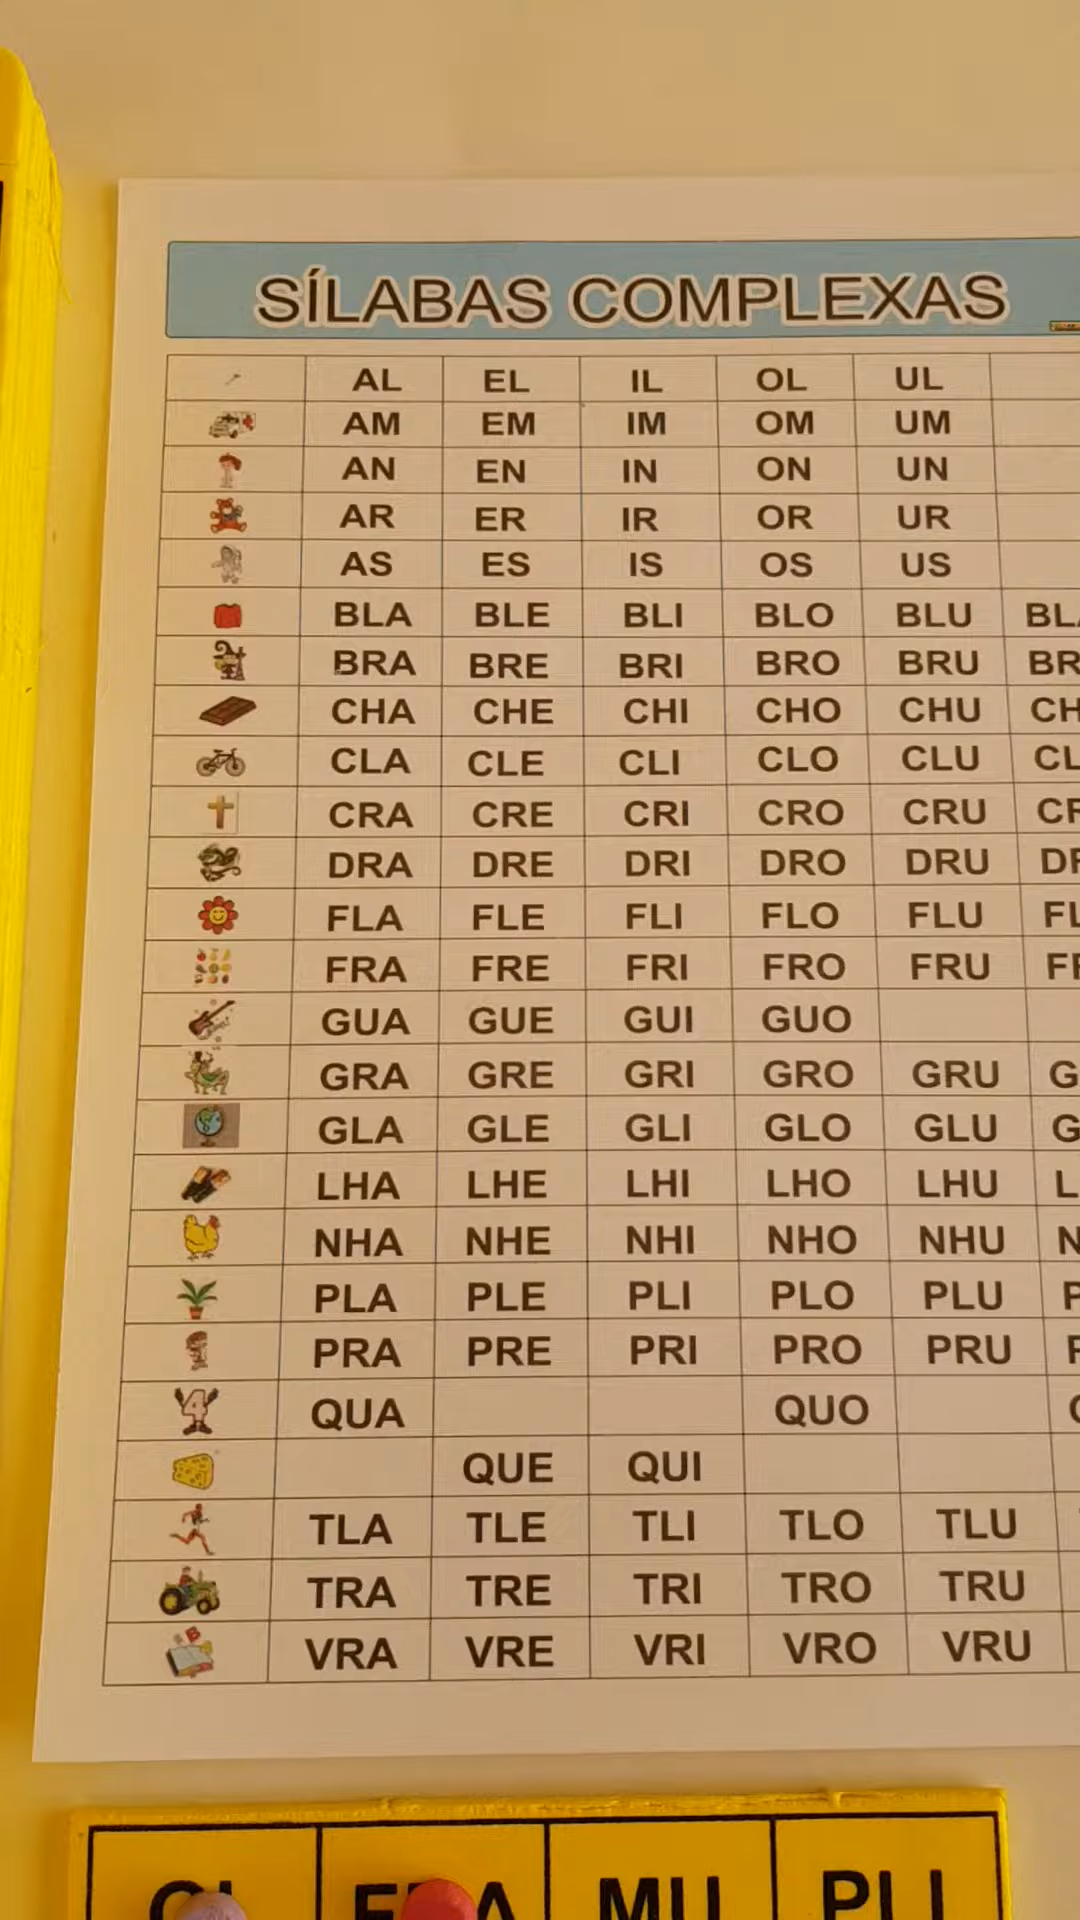 SÍLABAS COMPLEXAS
AL EL IL OL UL
AM EM IM OM UM
AN EN IN ON UN
AR ER IR OR UR
AS ES IS OS US
BLA BLE BLI BLO BLU
BRA BRE BRI BRO BRU BR
CHA CHE CHI CHO CHU CH
CLA CLE CLI CLO CLU CL
CRA CRE CRI CRO CRU CR
DRA DRE DRI DRO DRU
FLA FLE FLI FLO FLU FL
FRA FRE FRI FRO FRU
GUA GUE GUI GUO
GRA GRE GRI GRO GRU G
GLA GLE GLI GLO GLU G
LHA LHE LHI LHO LHU L
NHA NHE NHI NHO NHU N
PLA PLE PLI PLO PLU
PRA PRE PRI PRO PRU
QUA QUO
QUE QUI
TLA TLE TLI TLO TLU
TRA TRE TRI TRO TRU
VRA VRE VRI VRO VRU
MU